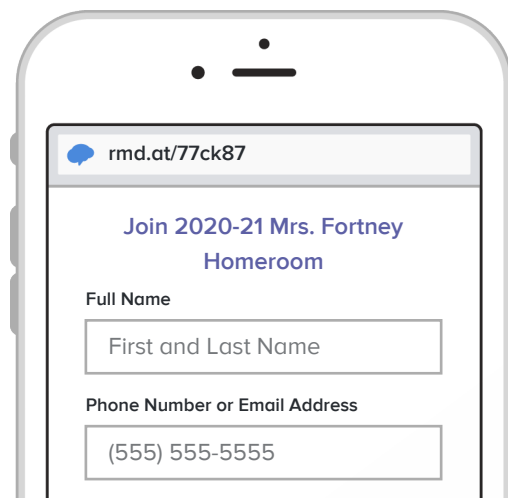 rmd.at/77ck87
Join 2020-21 Mrs. Fortney
Homeroom
Full Name
First and Last Name
Phone Number or Email Address
(555) 555-5555